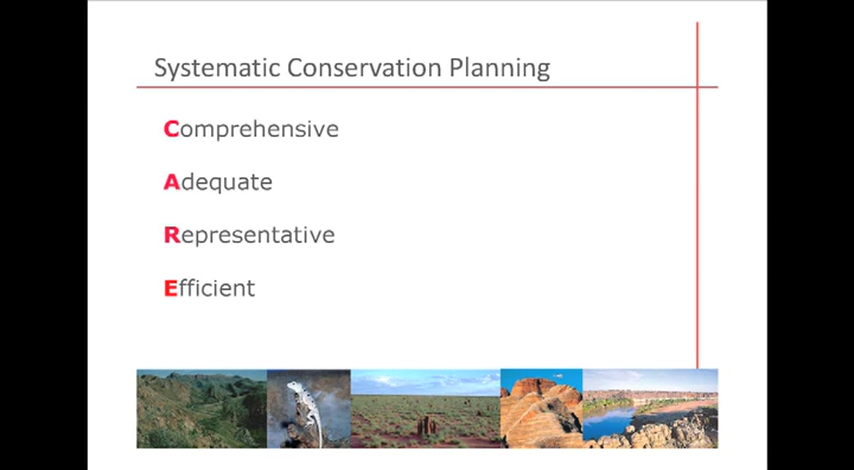 Systematic Conservation Planning
Comprehensive
Adequate
Representative
Efficient